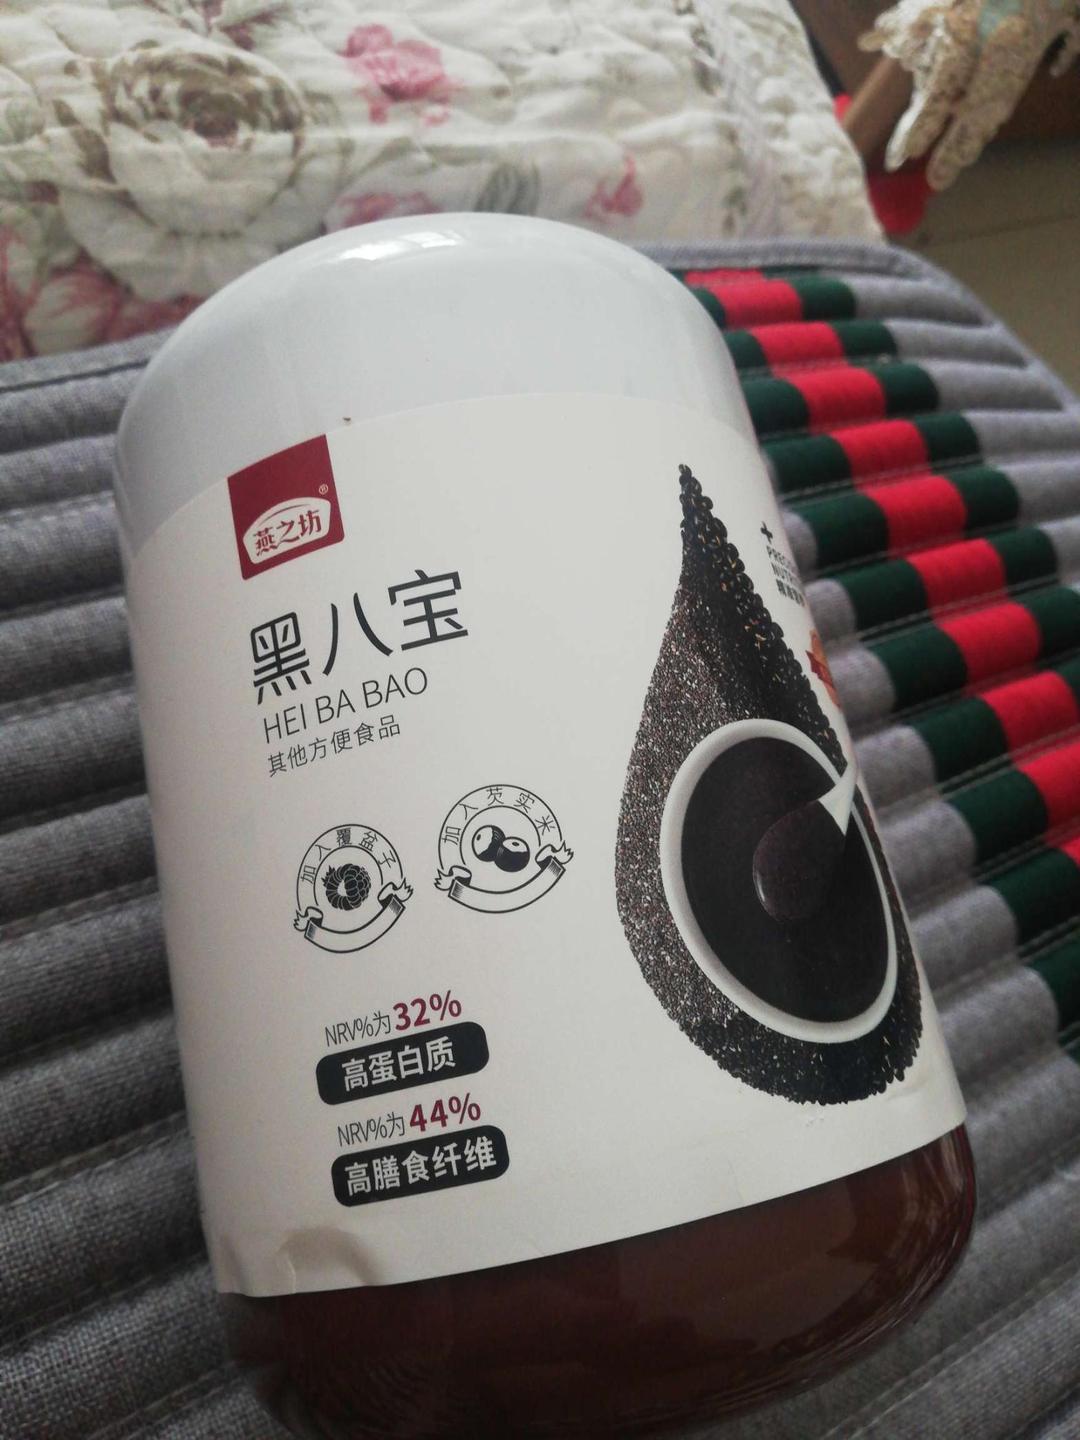 燕之坊®
黑八宝
HEI BA BAO
其他方便食品
加入覆盆子
加入芡实米
NRV%为32%
高蛋白质
NRV%为44%
高膳食纤维